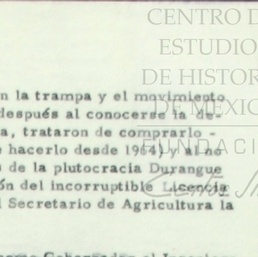 CENTRO D
ESTUDIO
DE HISTOR
DE MEXIC
n la trampa y el movimiento
después al conocerse la de-
a, trataron de comprarlo -
e hacerlo desde 1964) y al no
FUNDACI
s de la plutocracia Durangue
ón del incorruptible Licencia
l Secretario de Agricultura la